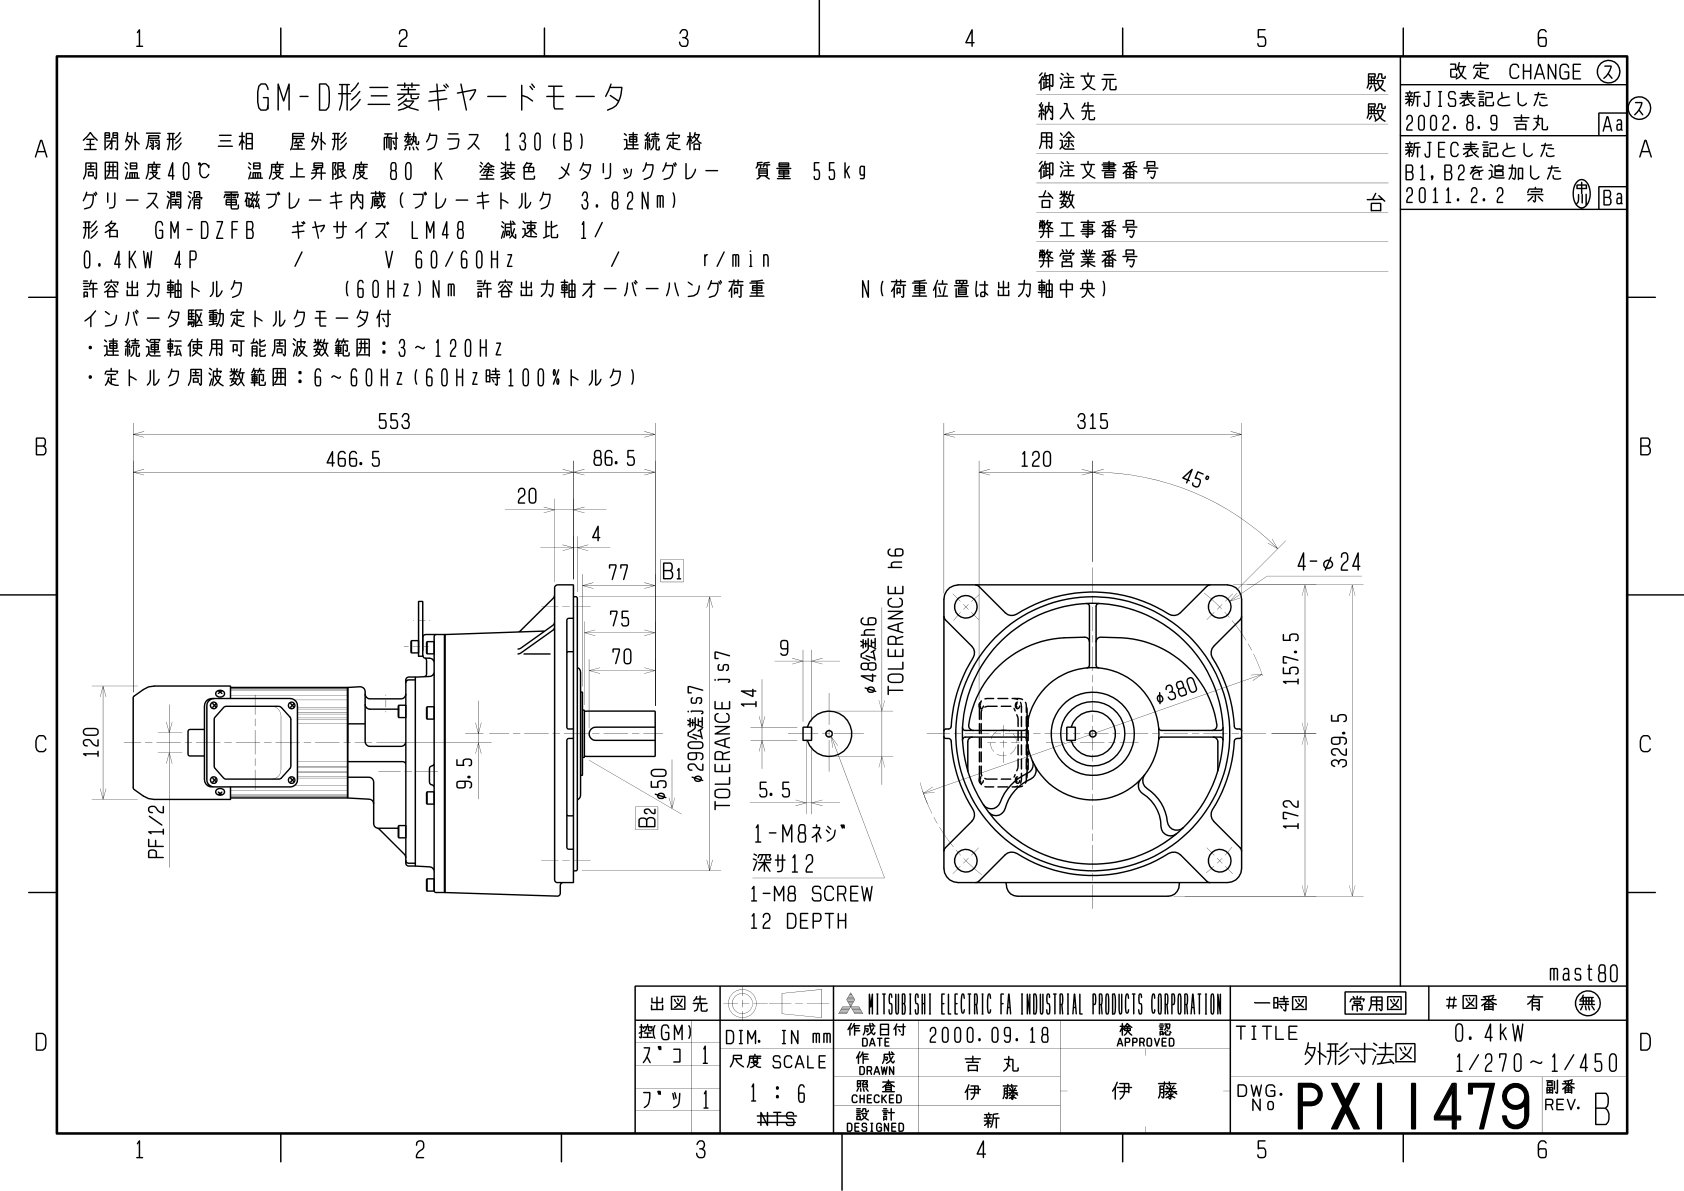 1 2 3 4 5 6
GM-D形三菱ギヤードモータ
全閉外扇形 三相 屋外形 耐熱クラス 130(B) 連続定格
周囲温度40℃ 温度上昇限度 80 K 塗装色 メタリックグレー 質量 55kg
グリース潤滑 電磁ブレーキ内蔵(ブレーキトルク 3.82Nm)
形名 GM-DZFB ギヤサイズ LM48 減速比 1/
0.4KW 4P / V 60/60Hz / r/min
許容出力軸トルク (60Hz)Nm 許容出力軸オーバーハング荷重 N(荷重位置は出力軸中央)
インバータ駆動定トルクモータ付
・連続運転使用可能周波数範囲:3~120Hz
・定トルク周波数範囲:6~60Hz(60Hz時100%トルク)
御注文元 殿
納入先 殿
用途
御注文書番号
台数 台
弊工事番号
弊営業番号
改定 CHANGE ス
新JIS表記とした
2002.8.9 吉丸 Aa
ス
新JEC表記とした
B1,B2を追加した
2011.2.2 宗 中川 Ba
A A
B B
C C
D D
553
466.5 86.5
20
4
77 B1
75
70
120
PF1/2
9.5
φ50
B2
φ290公差js7
TOLERANCE js7
9
14
5.5
φ48公差h6
TOLERANCE h6
1-M8ネジ
深サ12
1-M8 SCREW
12 DEPTH
315
120
45°
4-φ24
φ380
157.5
329.5
172
mast80
出図先
控(GM)
ズコ 1
ブツ 1
DIM. IN mm
尺度 SCALE
1 : 6
NTS
MITSUBISHI ELECTRIC FA INDUSTRIAL PRODUCTS CORPORATION
作成日付 DATE 2000.09.18
作成 DRAWN 吉丸
照査 CHECKED 伊藤
設計 DESIGNED 新
検認 APPROVED
伊藤
一時図 常用図 #図番 有 無
TITLE 外形寸法図
0.4kW
1/270~1/450
DWG. No PX11479
副番 REV. B
1 2 3 4 5 6